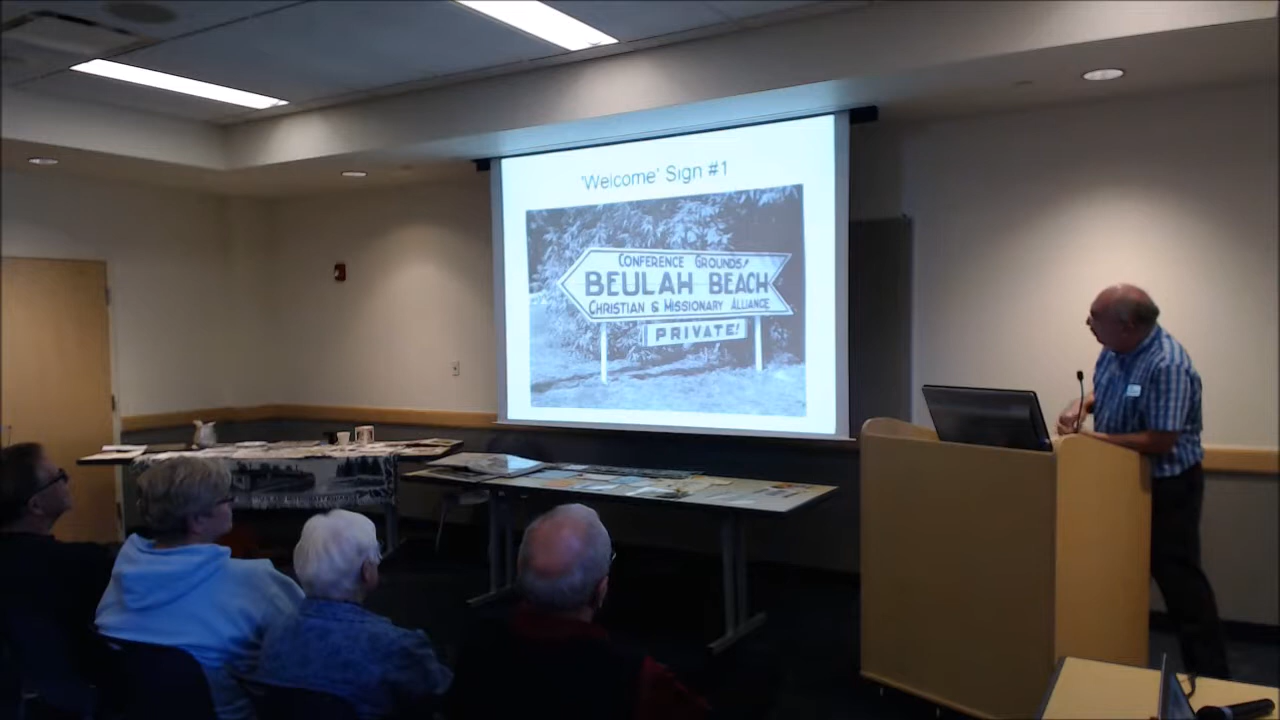 'Welcome' Sign #1
CONFERENCE GROUNDS!
BEULAH BEACH
CHRISTIAN & MISSIONARY ALLIANCE
PRIVATE!